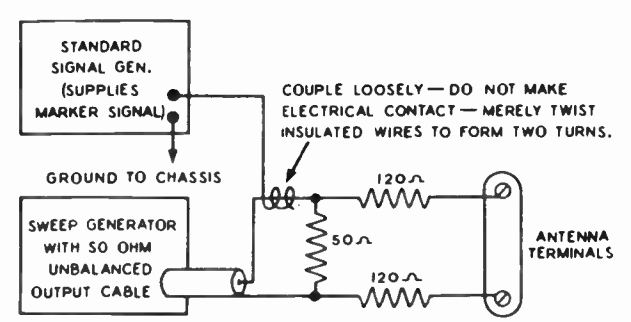 STANDARD
SIGNAL GEN.
(SUPPLIES
MARKER SIGNAL)
COUPLE LOOSELY — DO NOT MAKE
ELECTRICAL CONTACT — MERELY TWIST
INSULATED WIRES TO FORM TWO TURNS.
GROUND TO CHASSIS
120Ω
SWEEP GENERATOR
WITH 50 OHM
UNBALANCED
OUTPUT CABLE
50Ω
120Ω
ANTENNA
TERMINALS